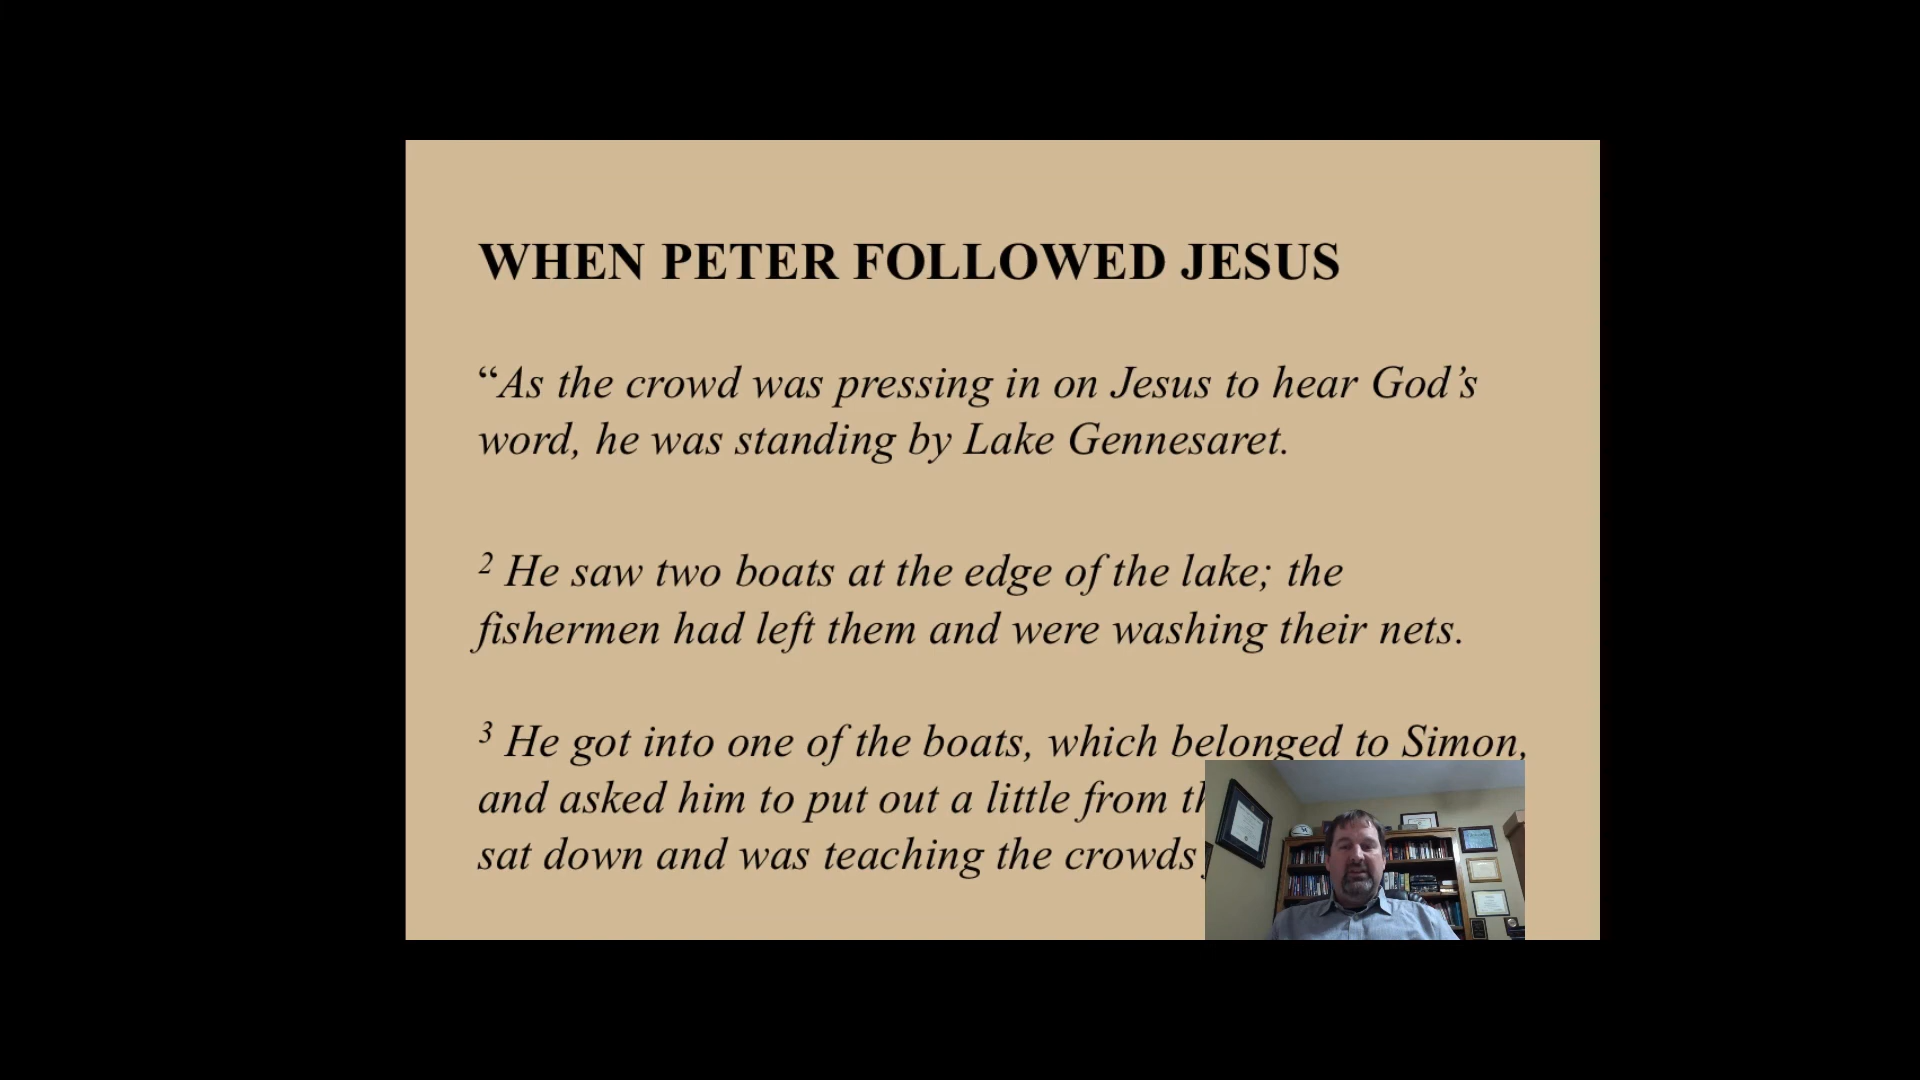 WHEN PETER FOLLOWED JESUS
“As the crowd was pressing in on Jesus to hear God’s
word, he was standing by Lake Gennesaret.
2 He saw two boats at the edge of the lake; the
fishermen had left them and were washing their nets.
3 He got into one of the boats, which belonged to Simon,
and asked him to put out a little from
sat down and was teaching the crowds